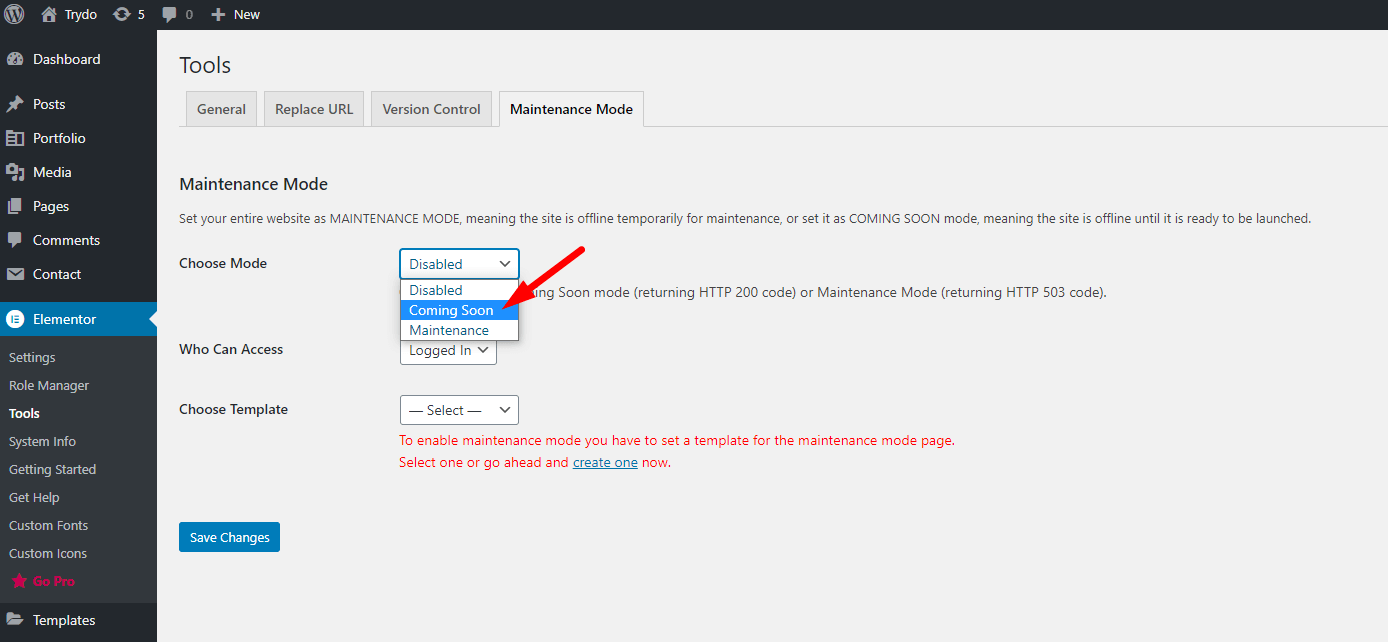 Trydo 5 0 New
Dashboard
Posts
Portfolio
Media
Pages
Comments
Contact
Elementor
Settings
Role Manager
Tools
System Info
Getting Started
Get Help
Custom Fonts
Custom Icons
Go Pro
Templates
Tools
General Replace URL Version Control Maintenance Mode
Maintenance Mode
Set your entire website as MAINTENANCE MODE, meaning the site is offline temporarily for maintenance, or set it as COMING SOON mode, meaning the site is offline until it is ready to be launched.
Choose Mode Disabled
Disabled
Coming Soon
Maintenance
Soon mode (returning HTTP 200 code) or Maintenance Mode (returning HTTP 503 code).
Who Can Access Logged In
Choose Template — Select —
To enable maintenance mode you have to set a template for the maintenance mode page.
Select one or go ahead and create one now.
Save Changes